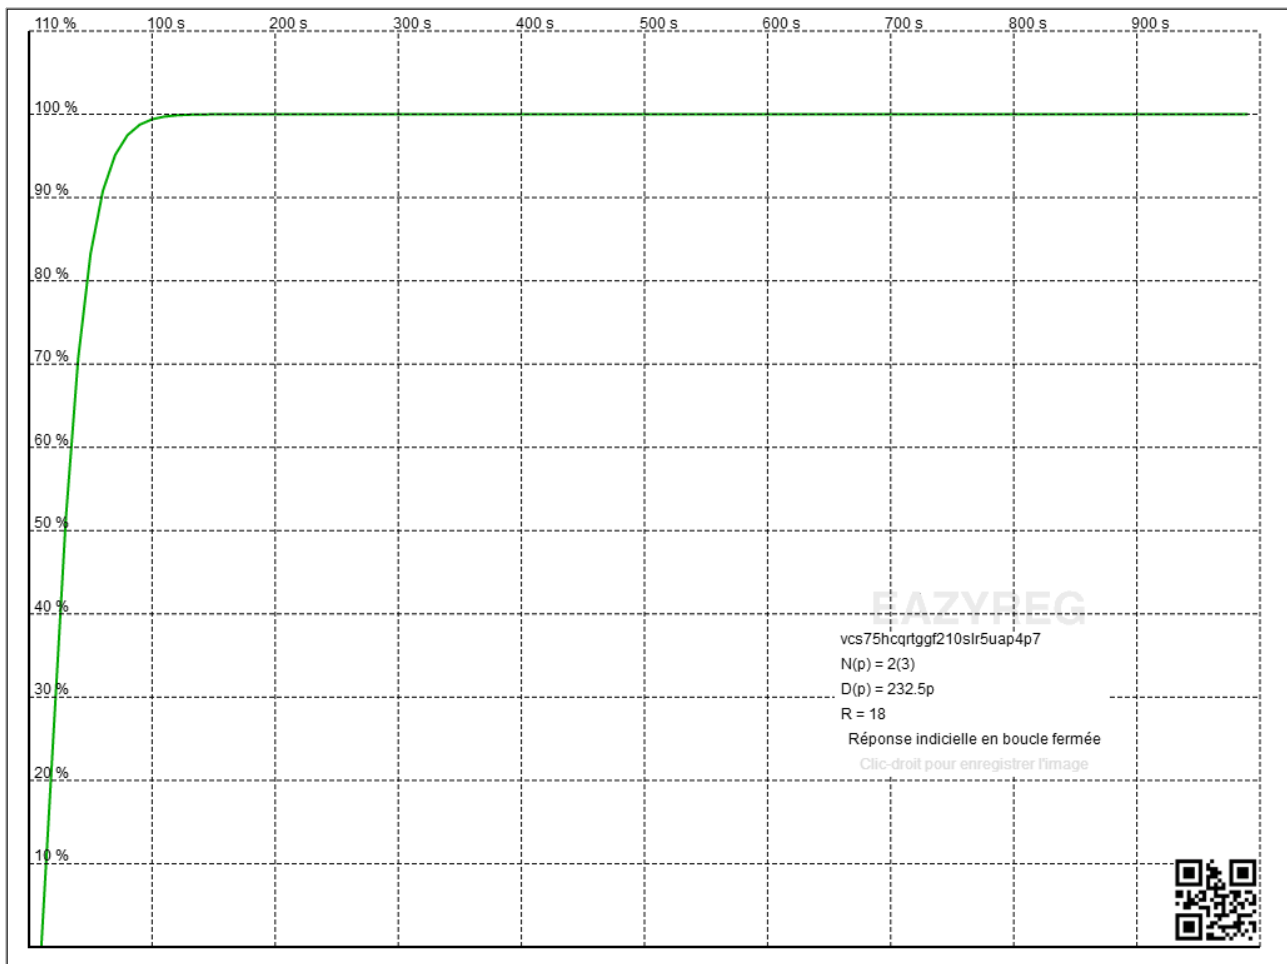 110 % 100 s 200 s 300 s 400 s 500 s 600 s 700 s 800 s 900 s
100 %
90 %
80 %
70 %
60 %
50 %
40 %
30 %
20 %
10 %
EAZYREG
vcs75hcqrtggf210slr5uap4p7
N(p) = 2(3)
D(p) = 232.5p
R = 18
Réponse indicielle en boucle fermée
Clic-droit pour enregistrer l'image